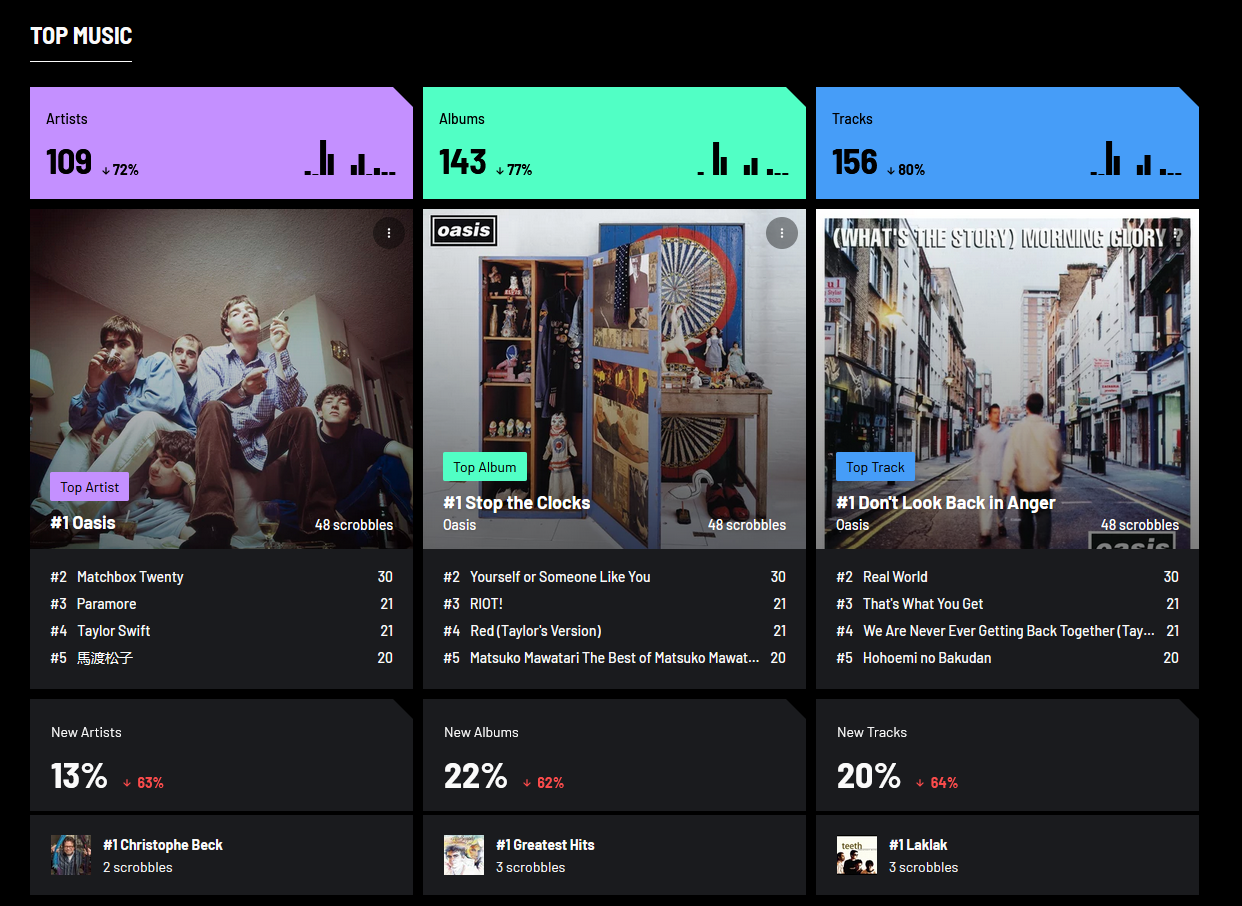 TOP MUSIC
Artists
109 ↓ 72%
Albums
143 ↓ 77%
Tracks
156 ↓ 80%
Top Artist
#1 Oasis
48 scrobbles
oasis
Top Album
#1 Stop the Clocks
Oasis
48 scrobbles
(WHAT'S THE STORY) MORNING GLORY ?
Top Track
#1 Don't Look Back in Anger
Oasis
48 scrobbles
oasis
#2 Matchbox Twenty 30
#3 Paramore 21
#4 Taylor Swift 21
#5 馬渡松子 20
#2 Yourself or Someone Like You 30
#3 RIOT! 21
#4 Red (Taylor's Version) 21
#5 Matsuko Mawatari The Best of Matsuko Mawat... 20
#2 Real World 30
#3 That's What You Get 21
#4 We Are Never Ever Getting Back Together (Tay... 21
#5 Hohoemi no Bakudan 20
New Artists
13% ↓ 63%
#1 Christophe Beck
2 scrobbles
New Albums
22% ↓ 62%
#1 Greatest Hits
3 scrobbles
New Tracks
20% ↓ 64%
teeth
#1 Laklak
3 scrobbles